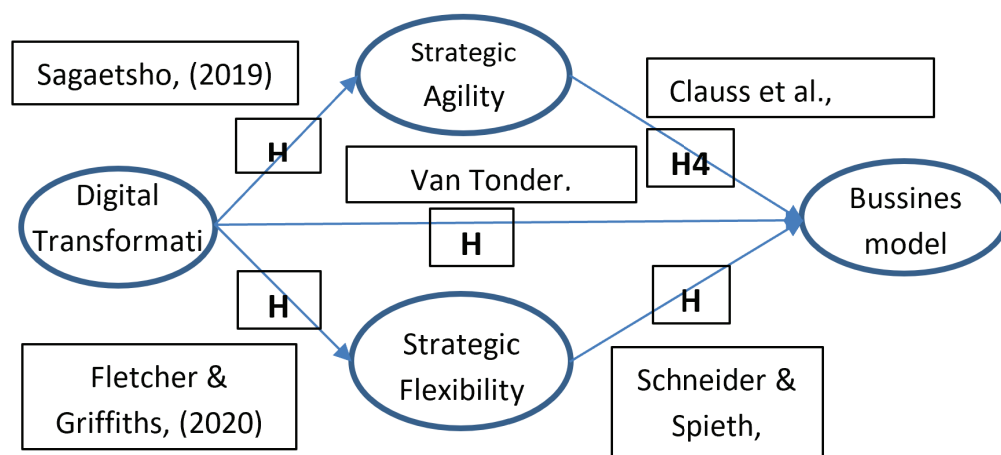 Sagaetsho, (2019)
Strategic
Agility
Clauss et al.,
H
Van Tonder.
H4
Digital
Transformati
H
Bussines
model
H
H
Strategic
Flexibility
Fletcher &
Griffiths, (2020)
Schneider &
Spieth,